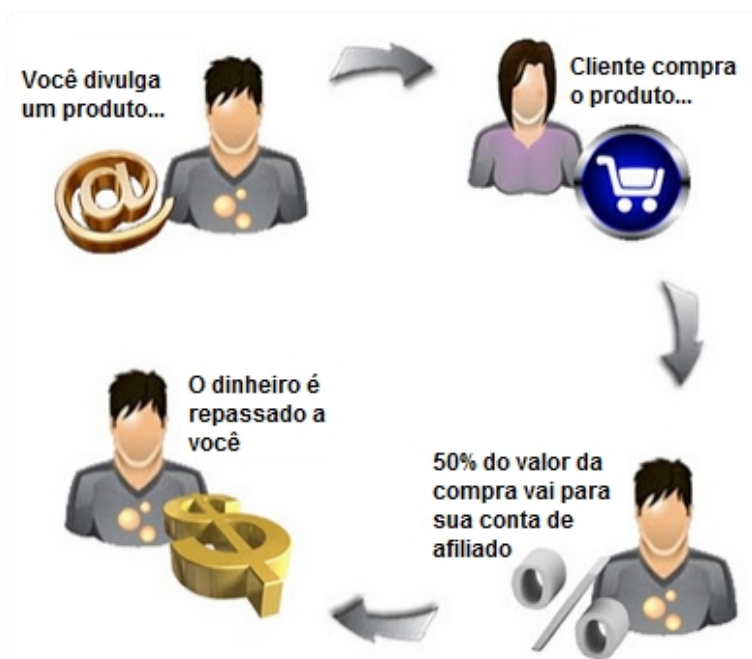 Você divulga
um produto...
Cliente compra
o produto...
50% do valor da
compra vai para
sua conta de
afiliado
O dinheiro é
repassado a
você